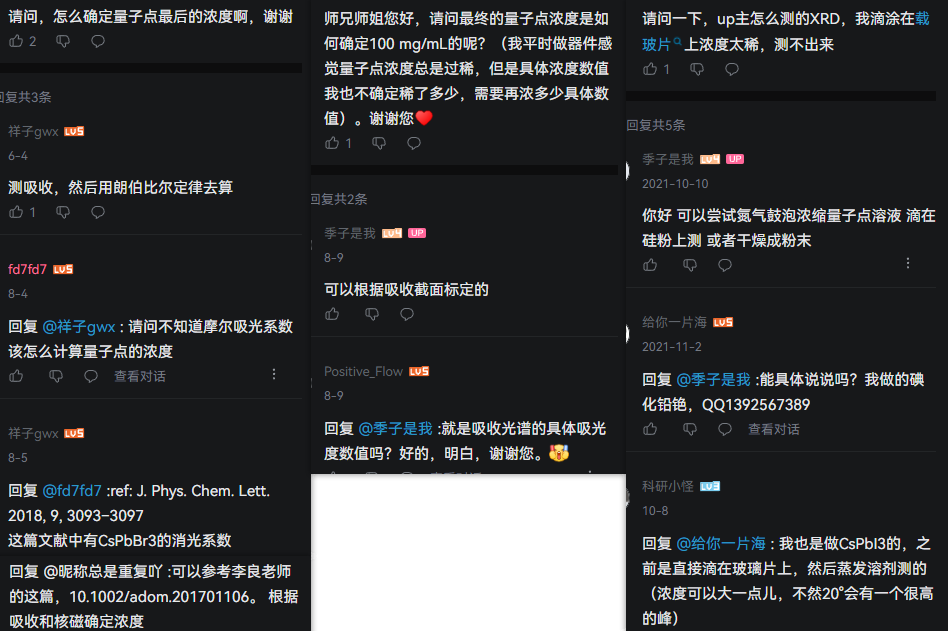 请问，怎么确定量子点最后的浓度啊，谢谢
2
回复共3条
祥子gwx LV5
6-4
测吸收，然后用朗伯比尔定律去算
1
fd7fd7 LV5
8-4
回复 @祥子gwx : 请问不知道摩尔吸光系数
该怎么计算量子点的浓度
查看对话
祥子gwx LV5
8-5
回复 @fd7fd7 :ref: J. Phys. Chem. Lett.
2018, 9, 3093−3097
这篇文献中有CsPbBr3的消光系数
回复 @昵称总是重复吖 :可以参考李良老师
的这篇，10.1002/adom.201701106。 根据
吸收和核磁确定浓度
师兄师姐您好，请问最终的量子点浓度是如
何确定100 mg/mL的呢？（我平时做器件感
觉量子点浓度总是过稀，但是具体浓度数值
我也不确定稀了多少，需要再浓多少具体数
值）。谢谢您
1
回复共2条
季子是我 LV4 UP
8-9
可以根据吸收截面标定的
Positive_Flow LV5
8-9
回复 @季子是我 :就是吸收光谱的具体吸光
度数值吗？好的，明白，谢谢您。
请问一下，up主怎么测的XRD，我滴涂在载
玻片上浓度太稀，测不出来
1
回复共5条
季子是我 LV4 UP
2021-10-10
你好 可以尝试氮气鼓泡浓缩量子点溶液 滴在
硅粉上测 或者干燥成粉末
给你一片海 LV5
2021-11-2
回复 @季子是我 :能具体说说吗？我做的碘
化铅铯，QQ1392567389
查看对话
科研小怪 LV3
10-8
回复 @给你一片海 : 我也是做CsPbI3的，之
前是直接滴在玻璃片上，然后蒸发溶剂测的
（浓度可以大一点儿，不然20°会有一个很高
的峰）